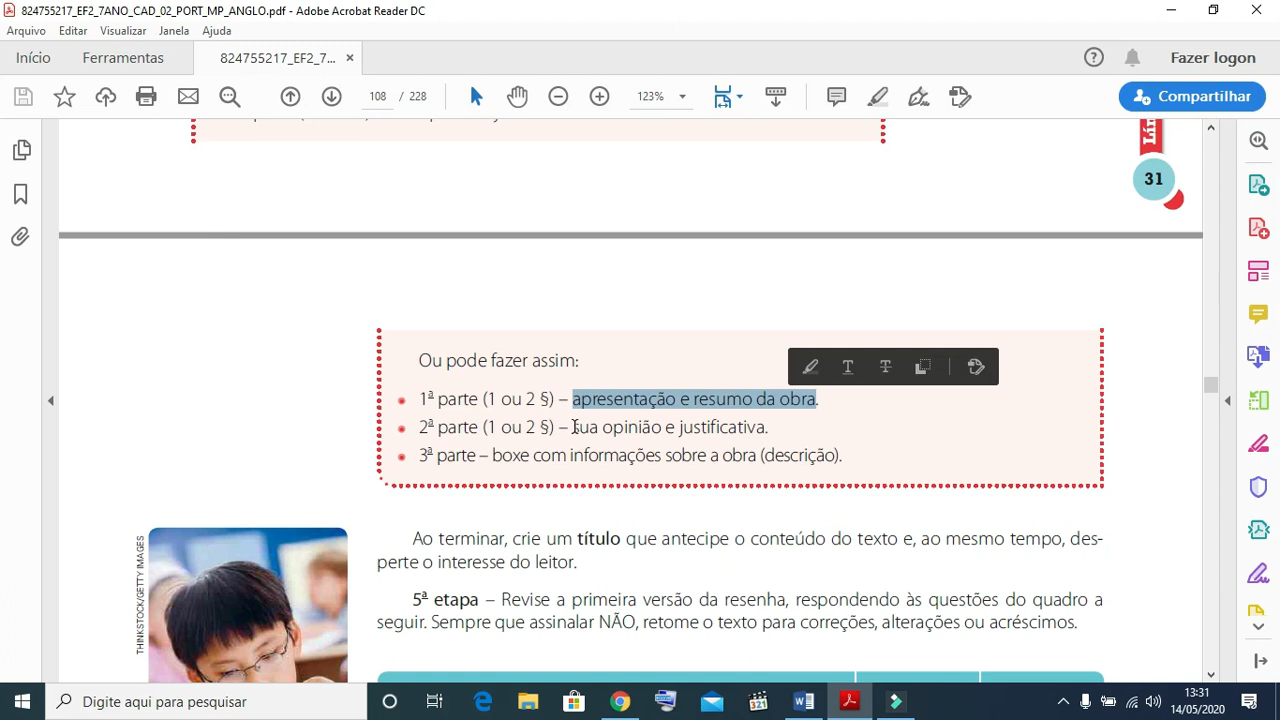 824755217_EF2_7ANO_CAD_02_PORT_MP_ANGLO.pdf - Adobe Acrobat Reader DC
Arquivo Editar Visualizar Janela Ajuda
Início Ferramentas 824755217_EF2_7... Fazer logon
108 / 228 123% Compartilhar
31
Ou pode fazer assim:
1ª parte (1 ou 2 §) – apresentação e resumo da obra.
2ª parte (1 ou 2 §) – sua opinião e justificativa.
3ª parte – boxe com informações sobre a obra (descrição).
Ao terminar, crie um título que antecipe o conteúdo do texto e, ao mesmo tempo, des-
perte o interesse do leitor.
5ª etapa – Revise a primeira versão da resenha, respondendo às questões do quadro a
seguir. Sempre que assinalar NÃO, retome o texto para correções, alterações ou acréscimos.
THINKSTOCK/GETTY IMAGES
Digite aqui para pesquisar
321
13:31
14/05/2020